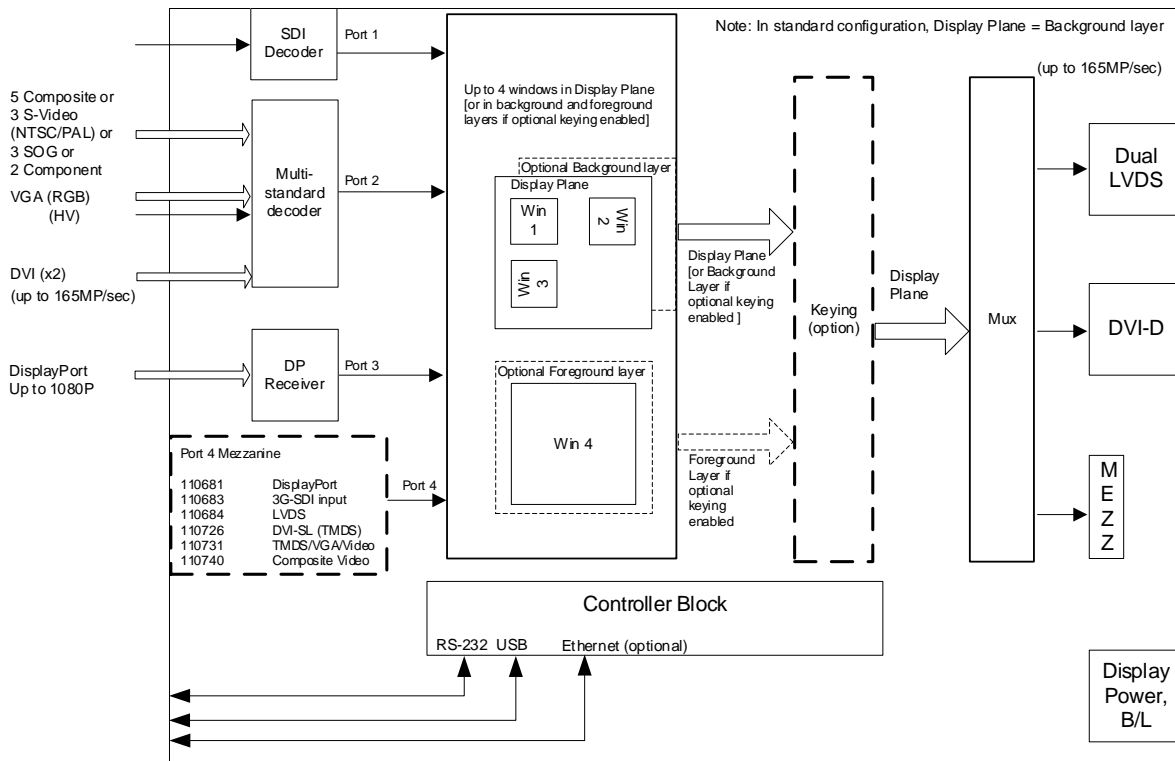 Note: In standard configuration, Display Plane = Background layer
SDI
Decoder
Port 1
(up to 165MP/sec)
5 Composite or
3 S-Video
(NTSC/PAL) or
3 SOG or
2 Component
VGA (RGB)
(HV)
DVI (x2)
(up to 165MP/sec)
Multi-
standard
decoder
Port 2
DisplayPort
Up to 1080P
DP
Receiver
Port 3
Port 4 Mezzanine
110681 DisplayPort
110683 3G-SDI input
110684 LVDS
110726 DVI-SL (TMDS)
110731 TMDS/VGA/Video
110740 Composite Video
Port 4
Up to 4 windows in Display Plane
[or in background and foreground
layers if optional keying enabled]
Optional Background layer
Display Plane
Win
1
Win
2
Win
3
Optional Foreground layer
Win 4
Display Plane
[or Background
Layer if
optional keying
enabled ]
Foreground
Layer if
optional
keying
enabled
Keying
(option)
Display
Plane
Mux
Dual
LVDS
DVI-D
M
E
Z
Z
Controller Block
RS-232 USB Ethernet (optional)
Display
Power,
B/L